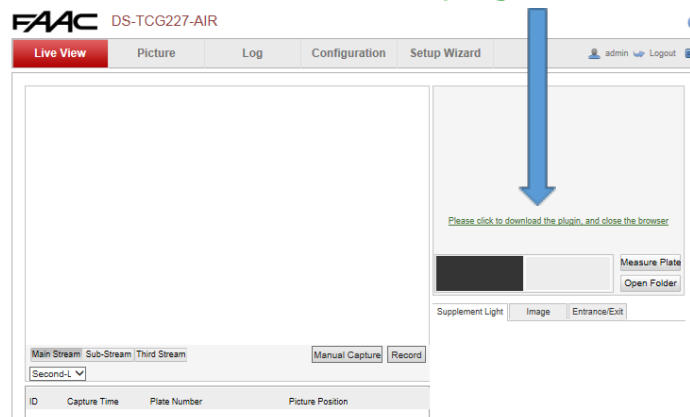 FAAC DS-TCG227-AIR
Live View Picture Log Configuration Setup Wizard admin Logout
Please click to download the plugin, and close the browser
Measure Plate
Open Folder
Supplement Light Image Entrance/Exit
Main Stream Sub-Stream Third Stream Manual Capture Record
Second-L
ID Capture Time Plate Number Picture Position